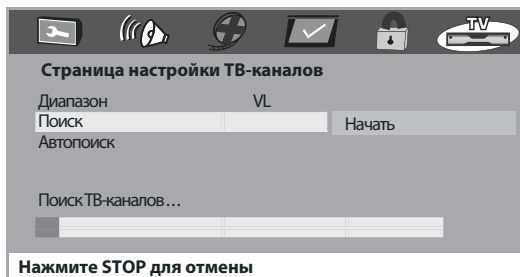 TV
Страница настройки ТВ-каналов
Диапазон VL
Поиск Начать
Автопоиск
Поиск ТВ-каналов...
Нажмите STOP для отмены